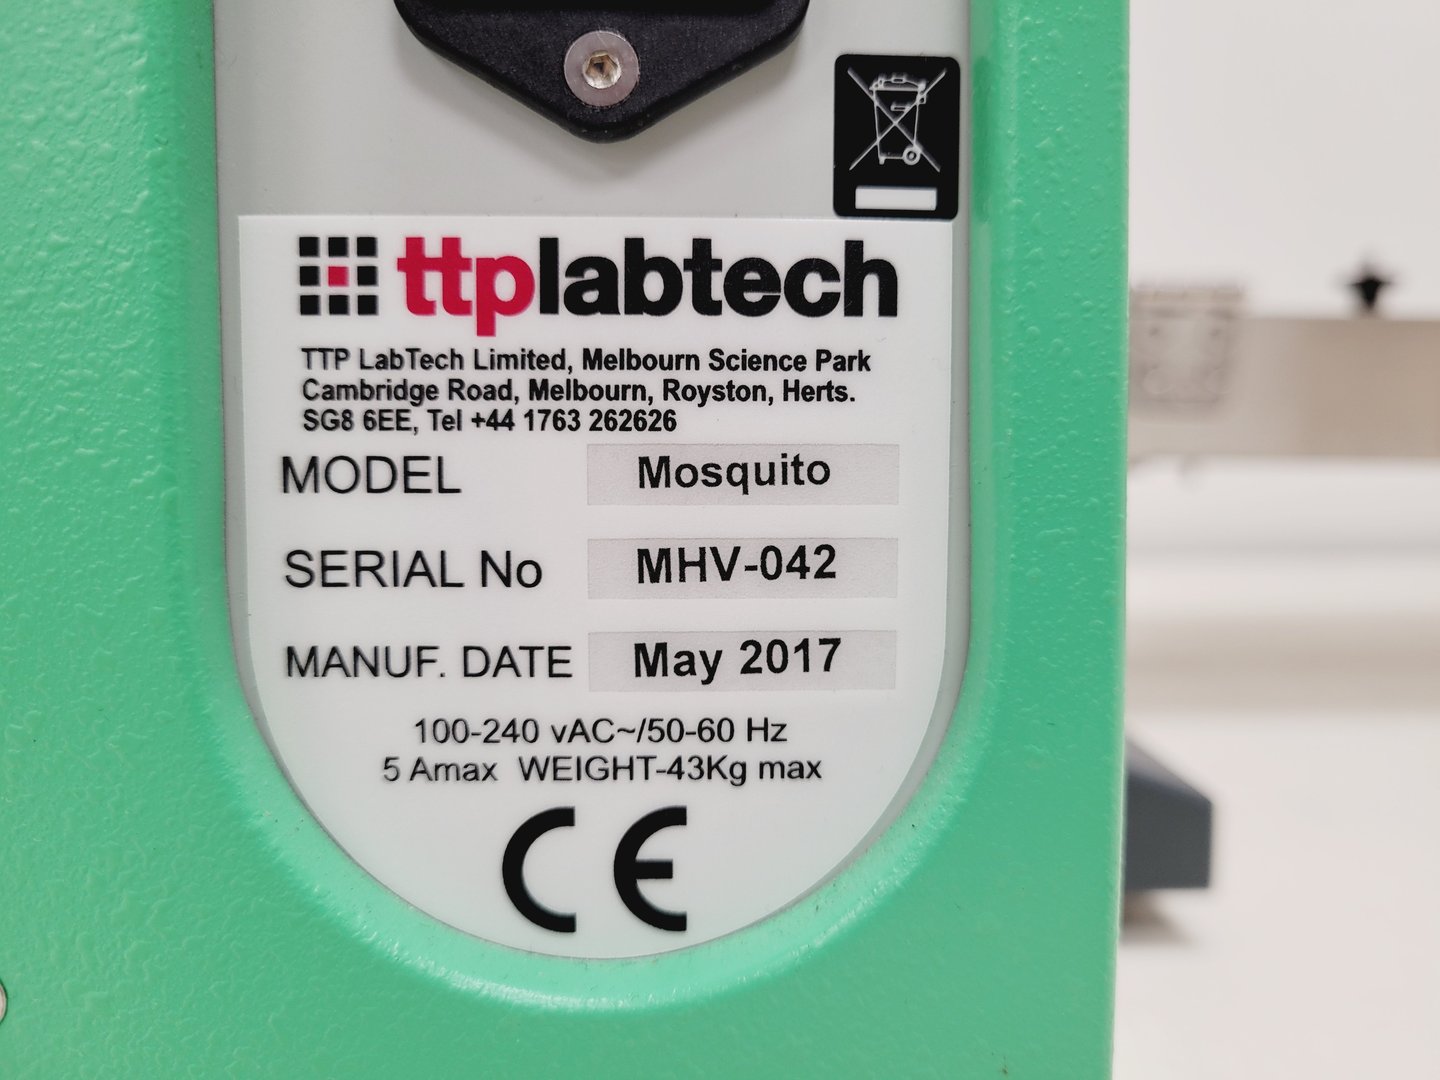 ttplabtech
TTP LabTech Limited, Melbourn Science Park
Cambridge Road, Melbourn, Royston, Herts.
SG8 6EE, Tel +44 1763 262626
MODEL Mosquito
SERIAL No MHV-042
MANUF. DATE May 2017
100-240 vAC~/50-60 Hz
5 Amax WEIGHT-43Kg max
CE